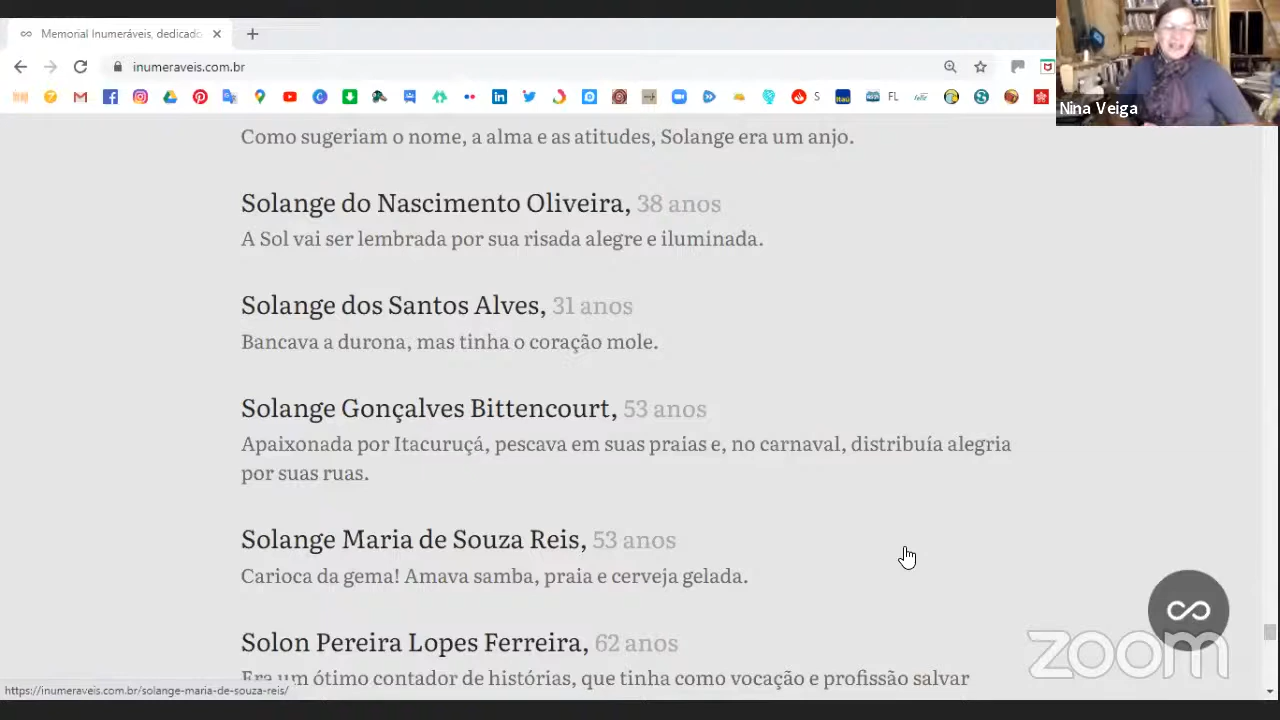 Memorial Inumeráveis, dedicado
inumeraveis.com.br
S
Itaú
FL
Nina Veiga
Como sugeriam o nome, a alma e as atitudes, Solange era um anjo.
Solange do Nascimento Oliveira, 38 anos
A Sol vai ser lembrada por sua risada alegre e iluminada.
Solange dos Santos Alves, 31 anos
Bancava a durona, mas tinha o coração mole.
Solange Gonçalves Bittencourt, 53 anos
Apaixonada por Itacuruçá, pescava em suas praias e, no carnaval, distribuía alegria
por suas ruas.
Solange Maria de Souza Reis, 53 anos
Carioca da gema! Amava samba, praia e cerveja gelada.
Solon Pereira Lopes Ferreira, 62 anos
Era um ótimo contador de histórias, que tinha como vocação e profissão salvar
zoom
https://inumeraveis.com.br/solange-maria-de-souza-reis/